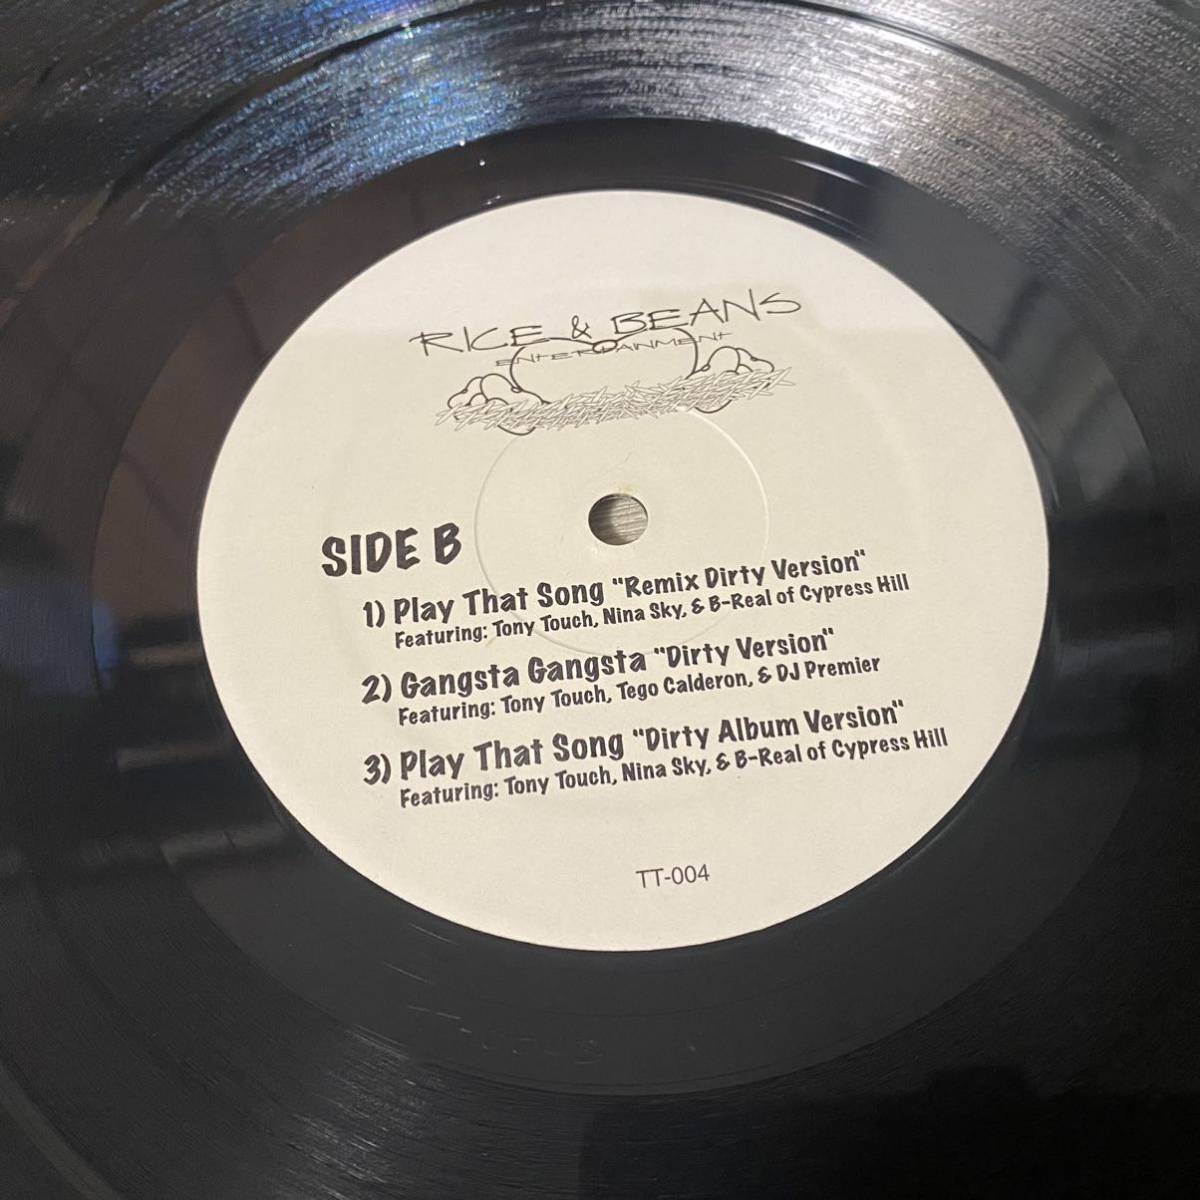 RICE & BEANS
ENTERTAINMENT
SIDE B
1) Play That Song "Remix Dirty Version"
Featuring: Tony Touch, Nina Sky, & B-Real of Cypress Hill
2) Gangsta Gangsta "Dirty Version"
Featuring: Tony Touch, Tego Calderon, & DJ Premier
3) Play That Song "Dirty Album Version"
Featuring: Tony Touch, Nina Sky, & B-Real of Cypress Hill
TT-004